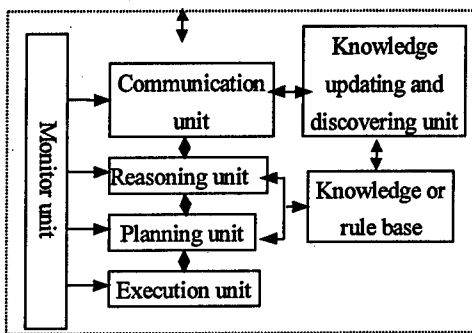 Monitor unit
Communication
unit
Reasoning unit
Planning unit
Execution unit
Knowledge
updating and
discovering unit
Knowledge or
rule base